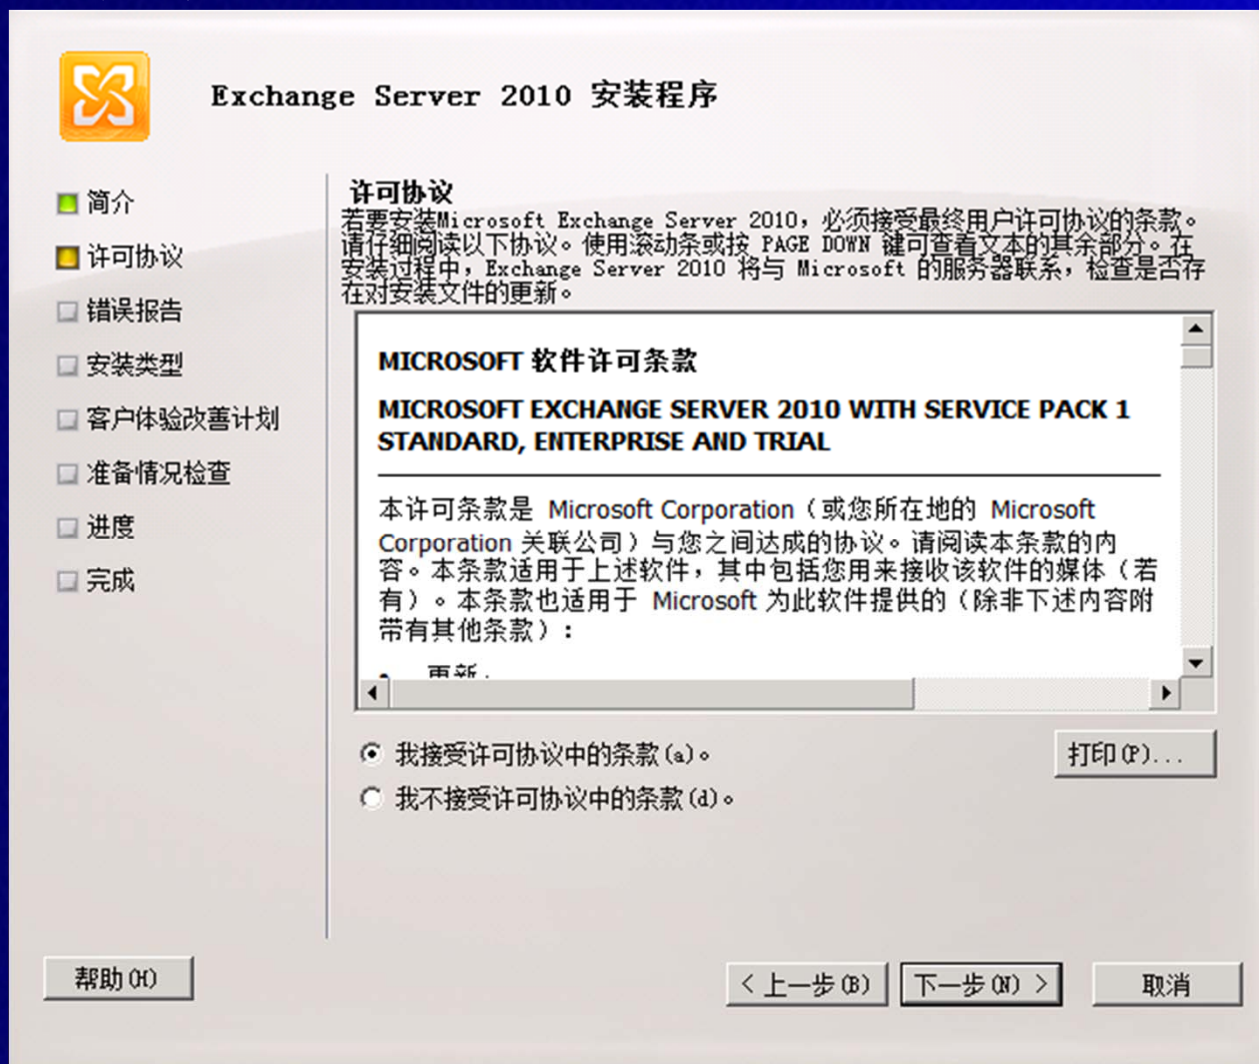 Exchange Server 2010 安装程序
简介
许可协议
错误报告
安装类型
客户体验改善计划
准备情况检查
进度
完成
许可协议
若要安装Microsoft Exchange Server 2010，必须接受最终用户许可协议的条款。
请仔细阅读以下协议。使用滚动条或按 PAGE DOWN 键可查看文本的其余部分。在
安装过程中，Exchange Server 2010 将与 Microsoft 的服务器联系，检查是否存
在对安装文件的更新。
MICROSOFT 软件许可条款
MICROSOFT EXCHANGE SERVER 2010 WITH SERVICE PACK 1
STANDARD, ENTERPRISE AND TRIAL
本许可条款是 Microsoft Corporation（或您所在地的 Microsoft
Corporation 关联公司）与您之间达成的协议。请阅读本条款的内
容。本条款适用于上述软件，其中包括您用来接收该软件的媒体（若
有）。本条款也适用于 Microsoft 为此软件提供的（除非下述内容附
带有其他条款）:
• 更新.
我接受许可协议中的条款(a)。
打印(P)...
我不接受许可协议中的条款(d)。
帮助(H)
< 上一步(B)
下一步(N) >
取消